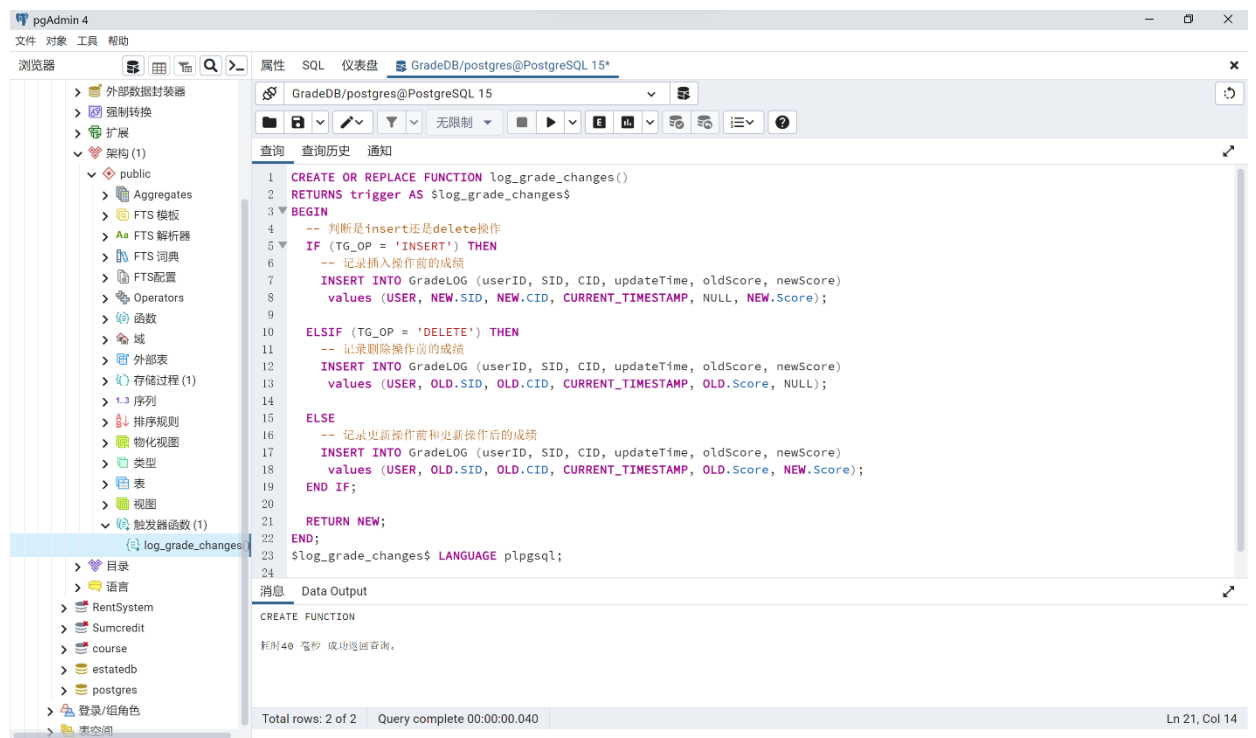 pgAdmin 4
文件 对象 工具 帮助
浏览器
属性 SQL 仪表盘 GradeDB/postgres@PostgreSQL 15*
外部数据封装器
强制转换
扩展
架构 (1)
public
Aggregates
FTS 模板
FTS 解析器
FTS 词典
FTS配置
Operators
函数
域
外部表
存储过程 (1)
1..3 序列
排序规则
物化视图
类型
表
视图
触发器函数 (1)
log_grade_changes()
目录
语言
RentSystem
Sumcredit
course
estatedb
postgres
登录/组角色
表空间
GradeDB/postgres@PostgreSQL 15
无限制
查询 查询历史 通知
1 CREATE OR REPLACE FUNCTION log_grade_changes()
2 RETURNS trigger AS $log_grade_changes$
3 BEGIN
4 -- 判断是insert还是delete操作
5 IF (TG_OP = 'INSERT') THEN
6 -- 记录插入操作前的成绩
7 INSERT INTO GradeLOG (userID, SID, CID, updateTime, oldScore, newScore)
8 values (USER, NEW.SID, NEW.CID, CURRENT_TIMESTAMP, NULL, NEW.Score);
9
10 ELSIF (TG_OP = 'DELETE') THEN
11 -- 记录删除操作前的成绩
12 INSERT INTO GradeLOG (userID, SID, CID, updateTime, oldScore, newScore)
13 values (USER, OLD.SID, OLD.CID, CURRENT_TIMESTAMP, OLD.Score, NULL);
14
15 ELSE
16 -- 记录更新操作前和更新操作后的成绩
17 INSERT INTO GradeLOG (userID, SID, CID, updateTime, oldScore, newScore)
18 values (USER, OLD.SID, OLD.CID, CURRENT_TIMESTAMP, OLD.Score, NEW.Score);
19 END IF;
20
21 RETURN NEW;
22 END;
23 $log_grade_changes$ LANGUAGE plpgsql;
24
消息 Data Output
CREATE FUNCTION
耗时40 毫秒 成功返回查询。
Total rows: 2 of 2 Query complete 00:00:00.040 Ln 21, Col 14